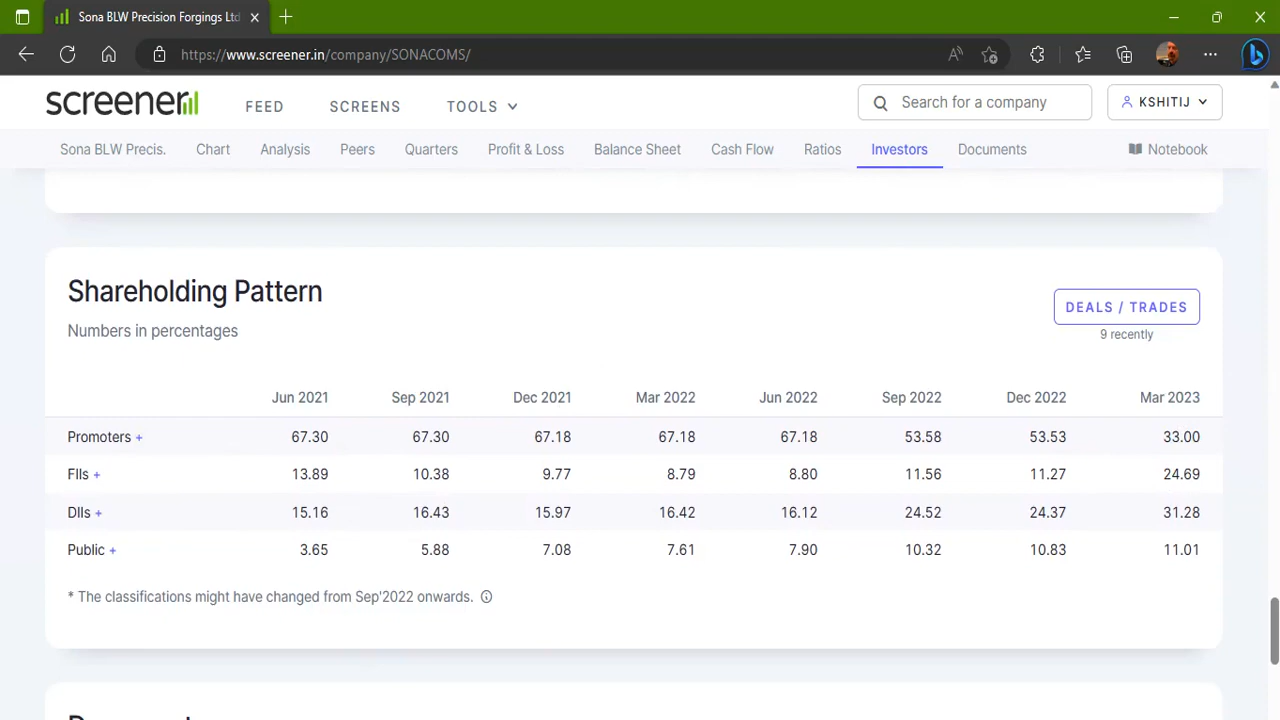 Sona BLW Precision Forgings Ltd
https://www.screener.in/company/SONACOMS/
screener FEED SCREENS TOOLS Search for a company KSHITIJ
Sona BLW Precis. Chart Analysis Peers Quarters Profit & Loss Balance Sheet Cash Flow Ratios Investors Documents Notebook
Shareholding Pattern
Numbers in percentages
DEALS / TRADES
9 recently
Jun 2021 Sep 2021 Dec 2021 Mar 2022 Jun 2022 Sep 2022 Dec 2022 Mar 2023
Promoters + 67.30 67.30 67.18 67.18 67.18 53.58 53.53 33.00
FIIs + 13.89 10.38 9.77 8.79 8.80 11.56 11.27 24.69
DIIs + 15.16 16.43 15.97 16.42 16.12 24.52 24.37 31.28
Public + 3.65 5.88 7.08 7.61 7.90 10.32 10.83 11.01
* The classifications might have changed from Sep'2022 onwards.